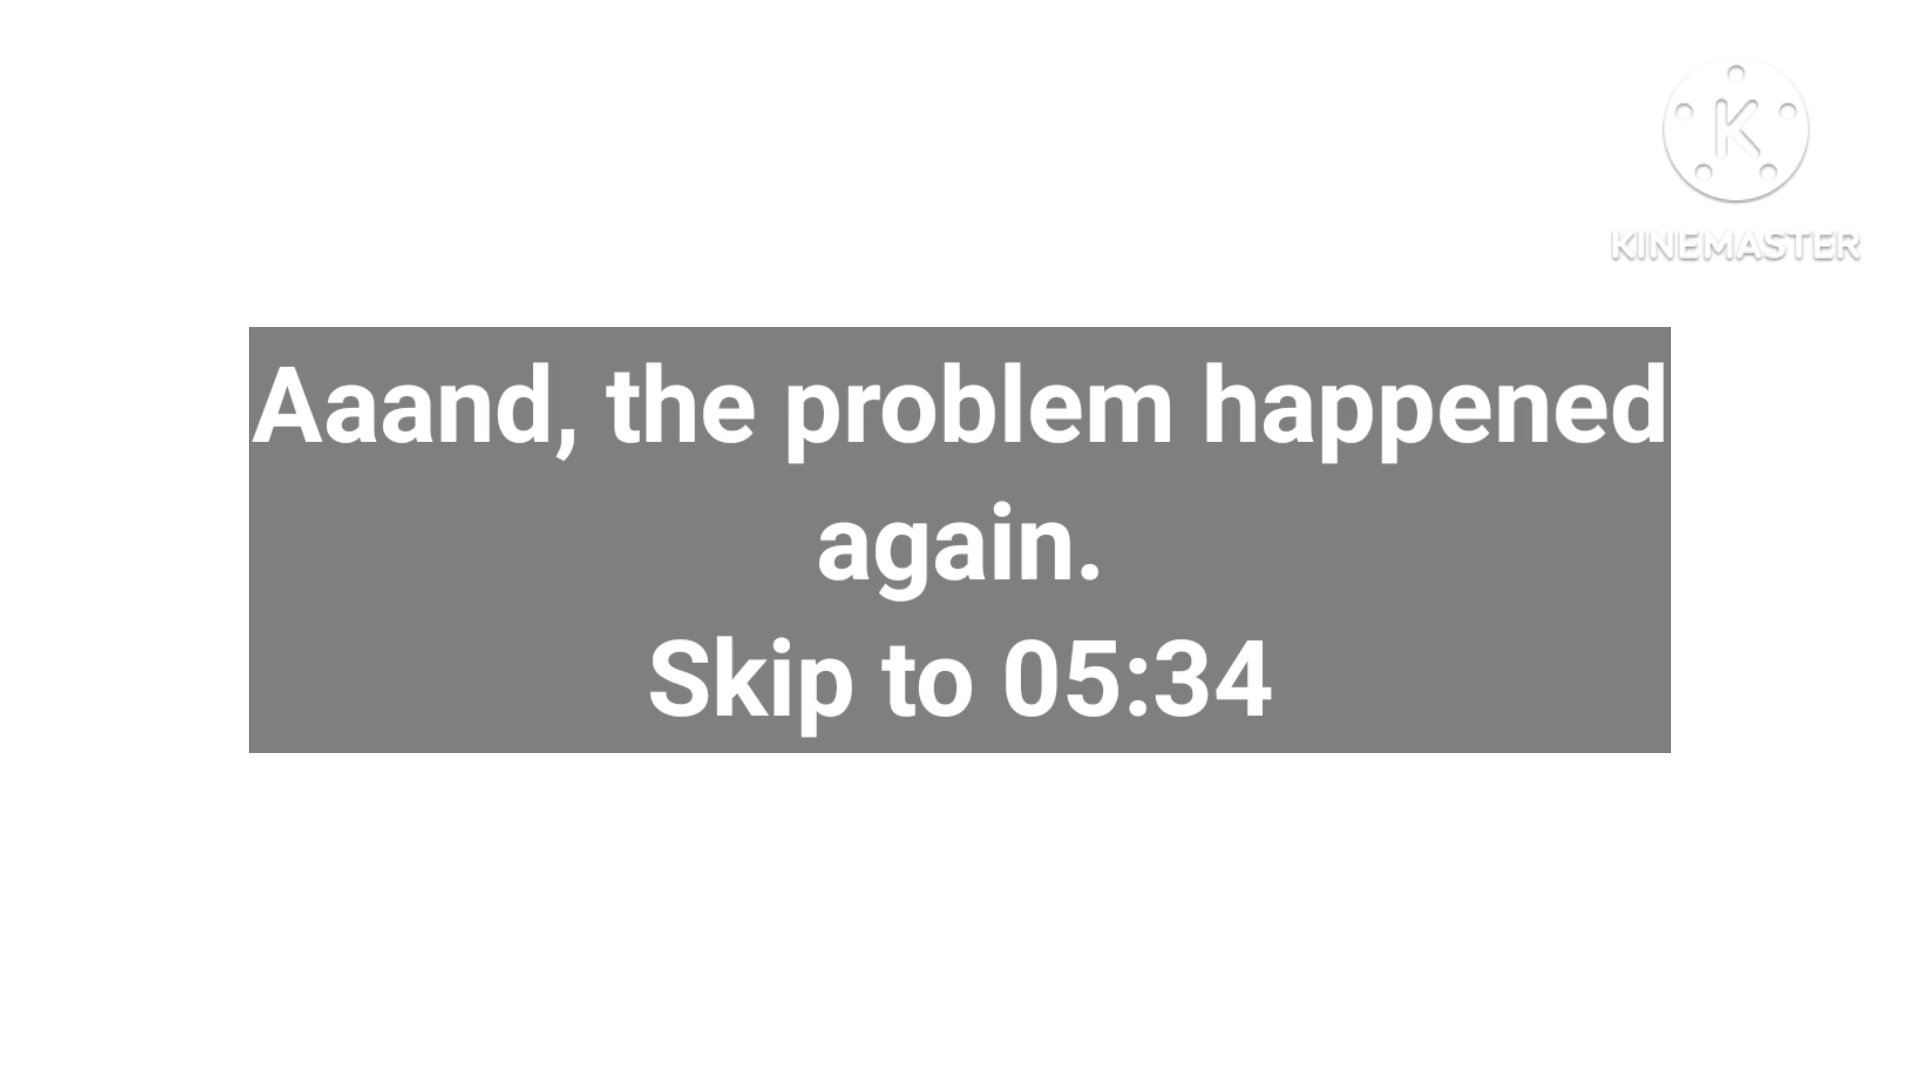 K
KINEMASTER
Aaand, the problem happened
again.
Skip to 05:34